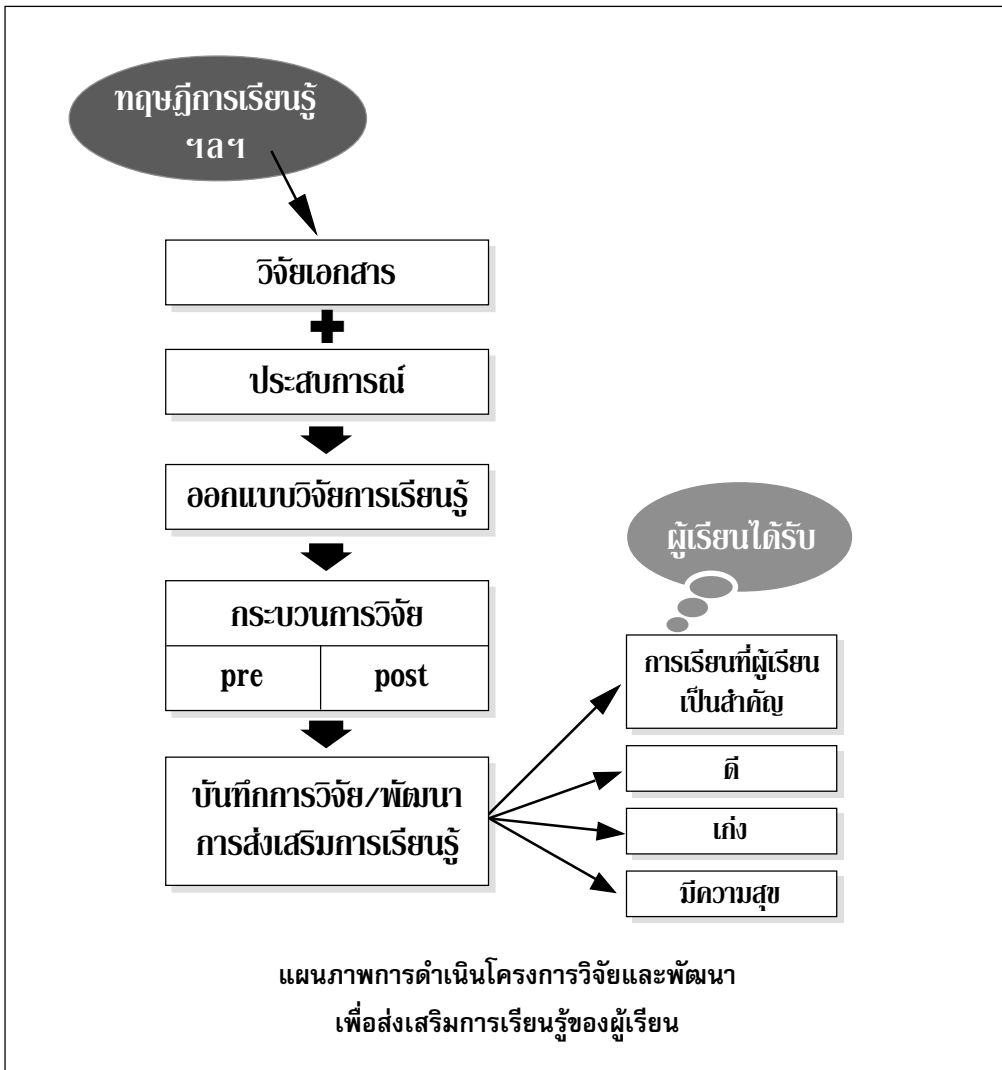 ทฤษฎีการเรียนรู้
ฯลฯ
วิจัยเอกสาร
ประสบการณ์
ออกแบบวิจัยการเรียนรู้
กระบวนการวิจัย
pre post
บันทึกการวิจัย/พัฒนา
การส่งเสริมการเรียนรู้
ผู้เรียนได้รับ
การเรียนที่ผู้เรียน
เป็นสำคัญ
ดี
เก่ง
มีความสุข
แผนภาพการดำเนินโครงการวิจัยและพัฒนา
เพื่อส่งเสริมการเรียนรู้ของผู้เรียน